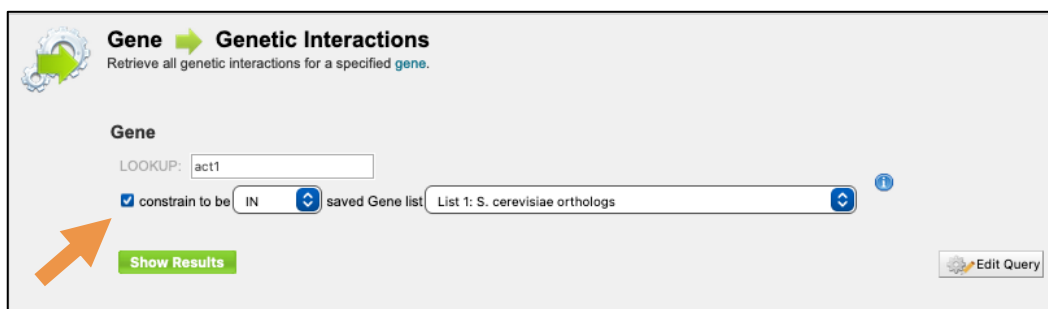 Gene Genetic Interactions
Retrieve all genetic interactions for a specified gene.
Gene
LOOKUP: act1
constrain to be IN saved Gene list List 1: S. cerevisiae orthologs
Show Results Edit Query